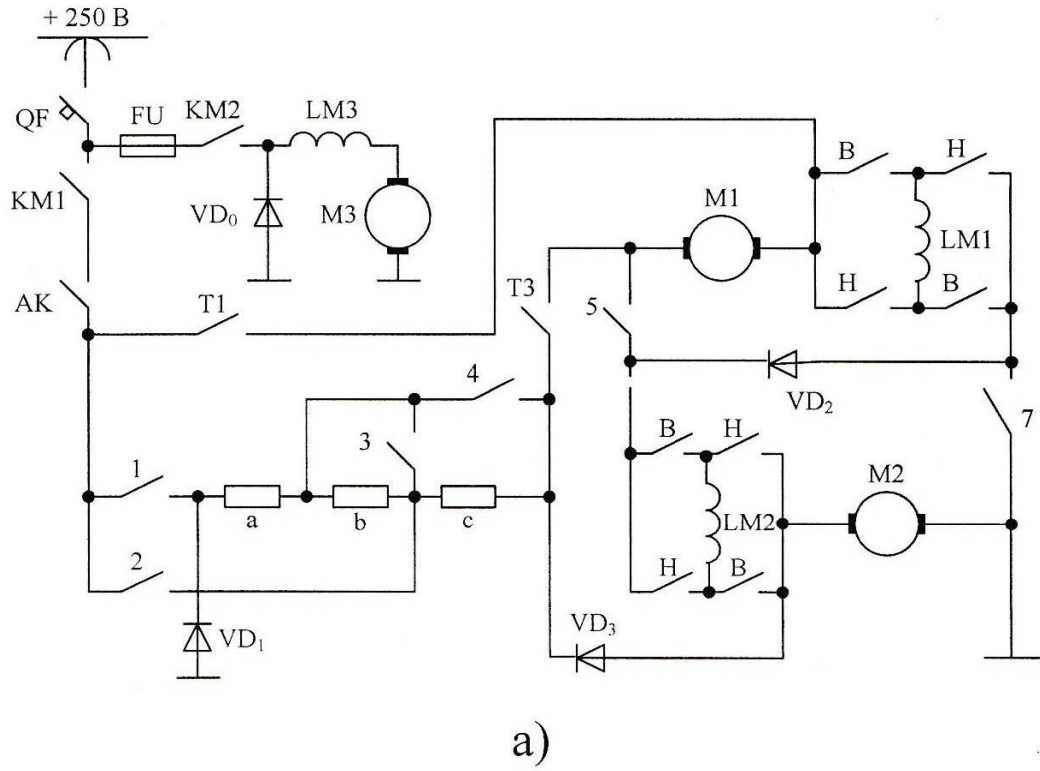 + 250 В
QF
FU
KM2
LM3
KM1
VD₀
M3
В
Н
M1
LM1
АК
T1
T3
Н
В
5
4
VD₂
7
3
В
Н
1
a
b
c
LM2
M2
2
Н
В
VD₁
VD₃
а)